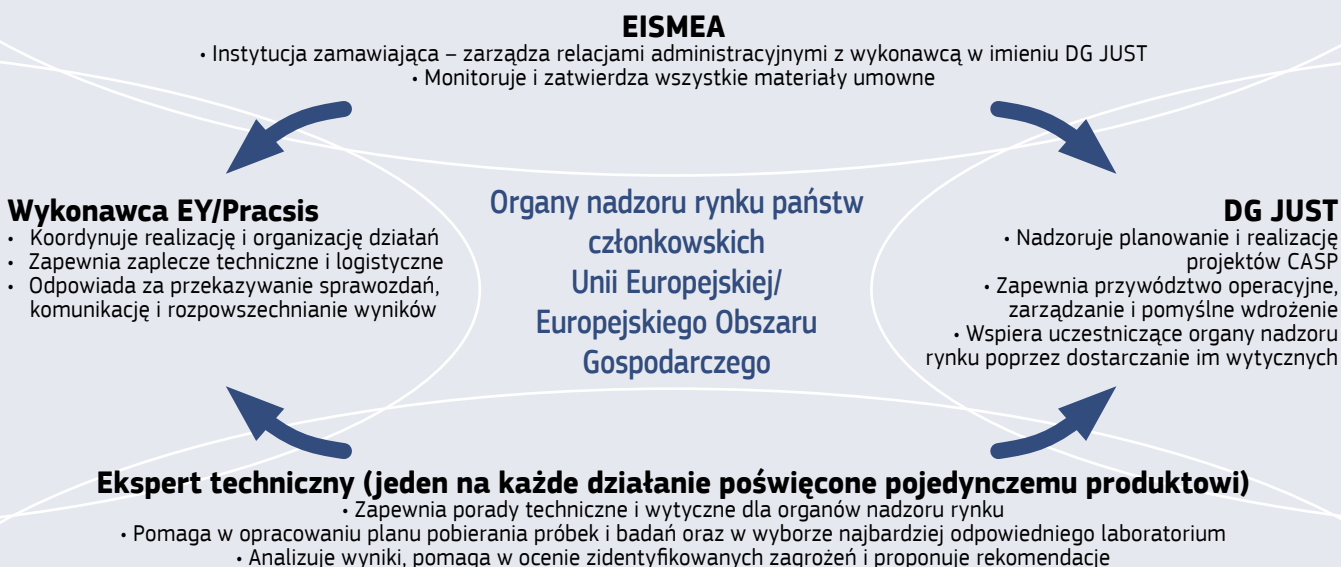 EISMEA
• Instytucja zamawiająca – zarządza relacjami administracyjnymi z wykonawcą w imieniu DG JUST
• Monitoruje i zatwierdza wszystkie materiały umowne
Wykonawca EY/Pracsis
• Koordynuje realizację i organizację działań
• Zapewnia zaplecze techniczne i logistyczne
• Odpowiada za przekazywanie sprawozdań,
komunikację i rozpowszechnianie wyników
Organy nadzoru rynku państw
członkowskich
Unii Europejskiej/
Europejskiego Obszaru
Gospodarczego
DG JUST
• Nadzoruje planowanie i realizację
projektów CASP
• Zapewnia przywództwo operacyjne,
zarządzanie i pomyślne wdrożenie
• Wspiera uczestniczące organy nadzoru
rynku poprzez dostarczanie im wytycznych
Ekspert techniczny (jeden na każde działanie poświęcone pojedynczemu produktowi)
• Zapewnia porady techniczne i wytyczne dla organów nadzoru rynku
• Pomaga w opracowaniu planu pobierania próbek i badań oraz w wyborze najbardziej odpowiedniego laboratorium
• Analizuje wyniki, pomaga w ocenie zidentyfikowanych zagrożeń i proponuje rekomendacje